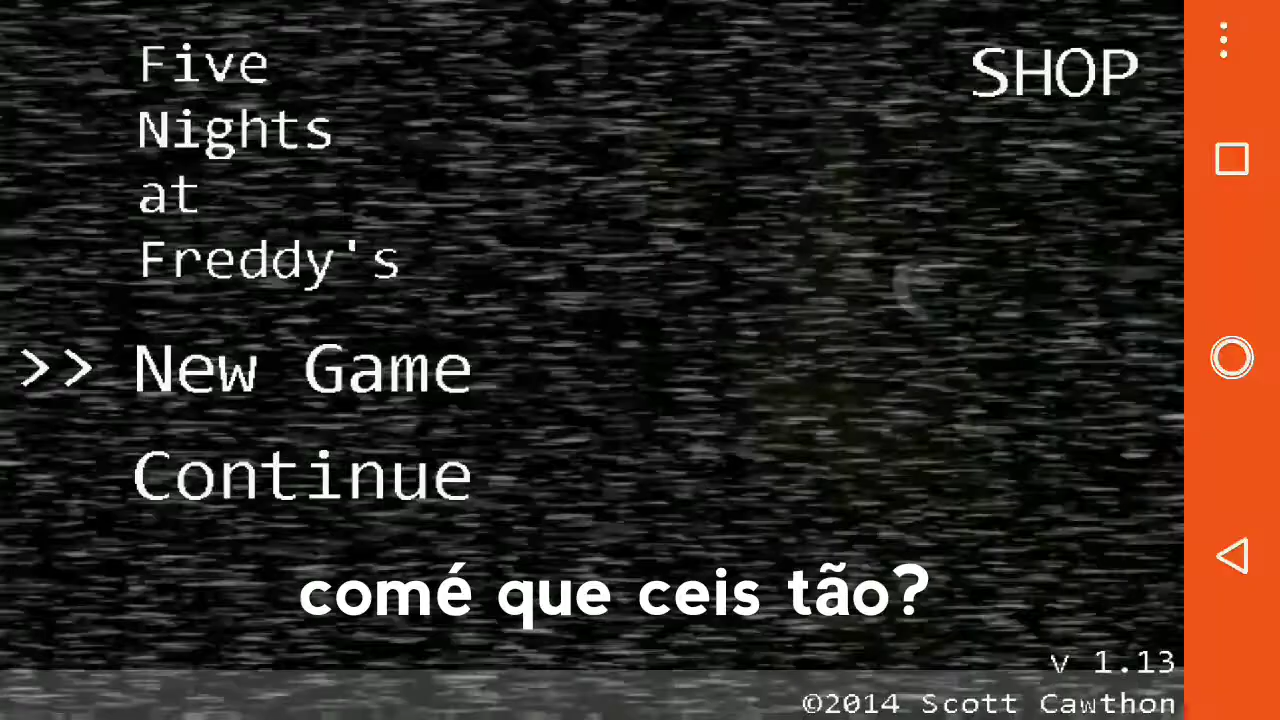 Five
Nights
at
Freddy's
SHOP
>> New Game
Continue
comé que ceis tão?
v 1.13
©2014 Scott Cawthon